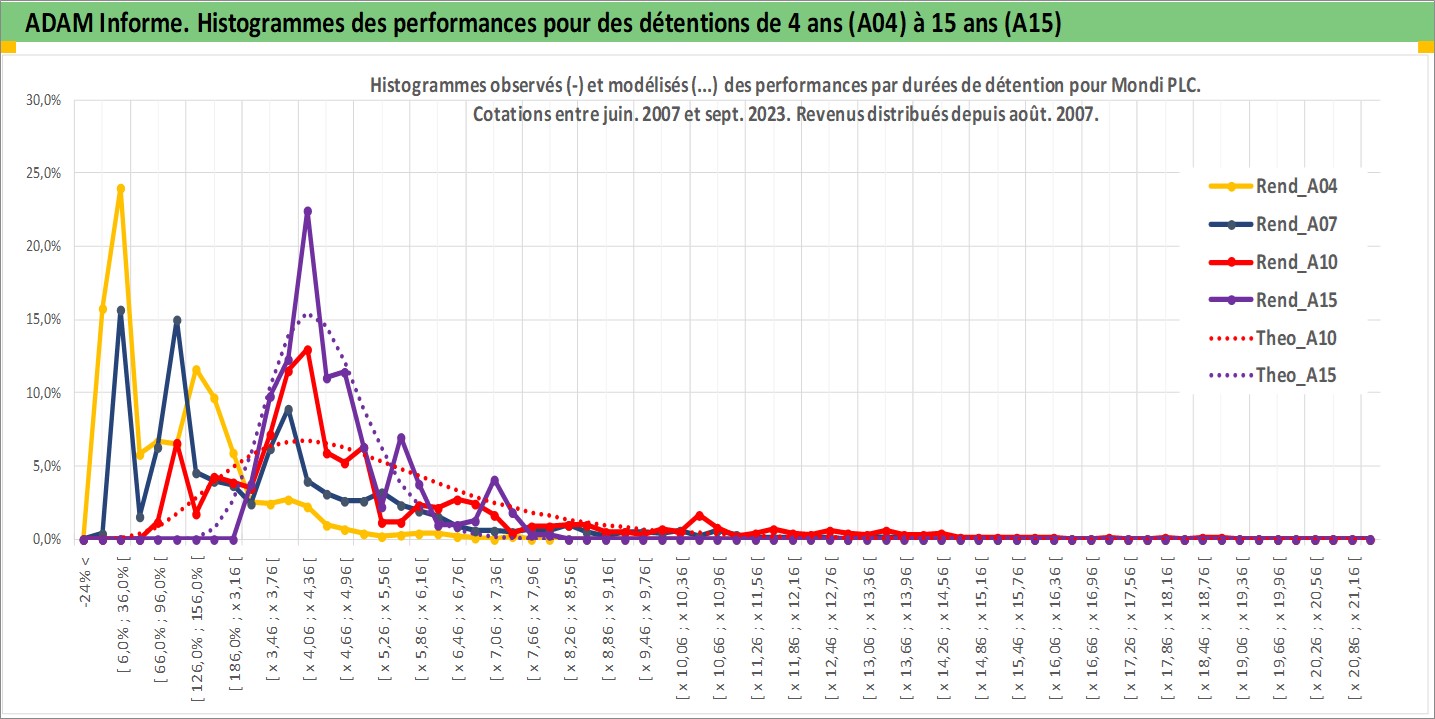 ADAM Informe. Histogrammes des performances pour des détentions de 4 ans (A04) à 15 ans (A15)
Histogrammes observés (-) et modélisés (...) des performances par durées de détention pour Mondi PLC.
Cotations entre juin. 2007 et sept. 2023. Revenus distribués depuis août. 2007.
30,0%
25,0%
20,0%
15,0%
10,0%
5,0%
0,0%
Rend_A04
Rend_A07
Rend_A10
Rend_A15
Theo_A10
Theo_A15
-24% <
[ 6,0% ; 36,0% [
[ 66,0% ; 96,0% [
[ 126,0% ; 156,0% [
[ 186,0% ; x 3,16 [
[ x 3,46 ; x 3,76 [
[ x 4,06 ; x 4,36 [
[ x 4,66 ; x 4,96 [
[ x 5,26 ; x 5,56 [
[ x 5,86 ; x 6,16 [
[ x 6,46 ; x 6,76 [
[ x 7,06 ; x 7,36 [
[ x 7,66 ; x 7,96 [
[ x 8,26 ; x 8,56 [
[ x 8,86 ; x 9,16 [
[ x 9,46 ; x 9,76 [
[ x 10,06 ; x 10,36 [
[ x 10,66 ; x 10,96 [
[ x 11,26 ; x 11,56 [
[ x 11,86 ; x 12,16 [
[ x 12,46 ; x 12,76 [
[ x 13,06 ; x 13,36 [
[ x 13,66 ; x 13,96 [
[ x 14,26 ; x 14,56 [
[ x 14,86 ; x 15,16 [
[ x 15,46 ; x 15,76 [
[ x 16,06 ; x 16,36 [
[ x 16,66 ; x 16,96 [
[ x 17,26 ; x 17,56 [
[ x 17,86 ; x 18,16 [
[ x 18,46 ; x 18,76 [
[ x 19,06 ; x 19,36 [
[ x 19,66 ; x 19,96 [
[ x 20,26 ; x 20,56 [
[ x 20,86 ; x 21,16 [